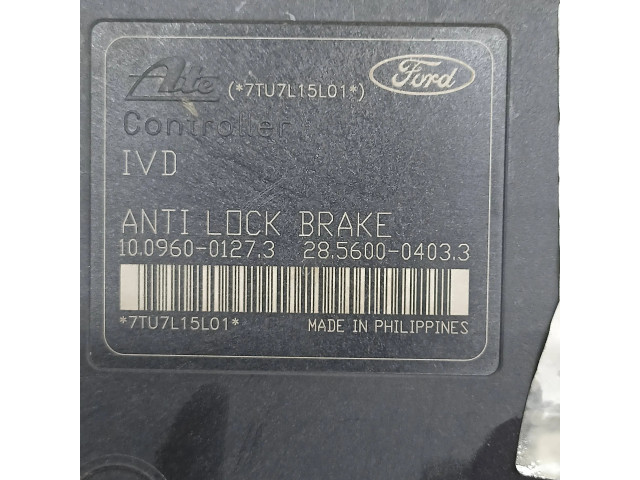 Ate (*7TU7L15L01*) Ford
Controller
IVD
ANTI LOCK BRAKE
10.0960-0127.3 28.5600-0403.3
*7TU7L15L01* MADE IN PHILIPPINES